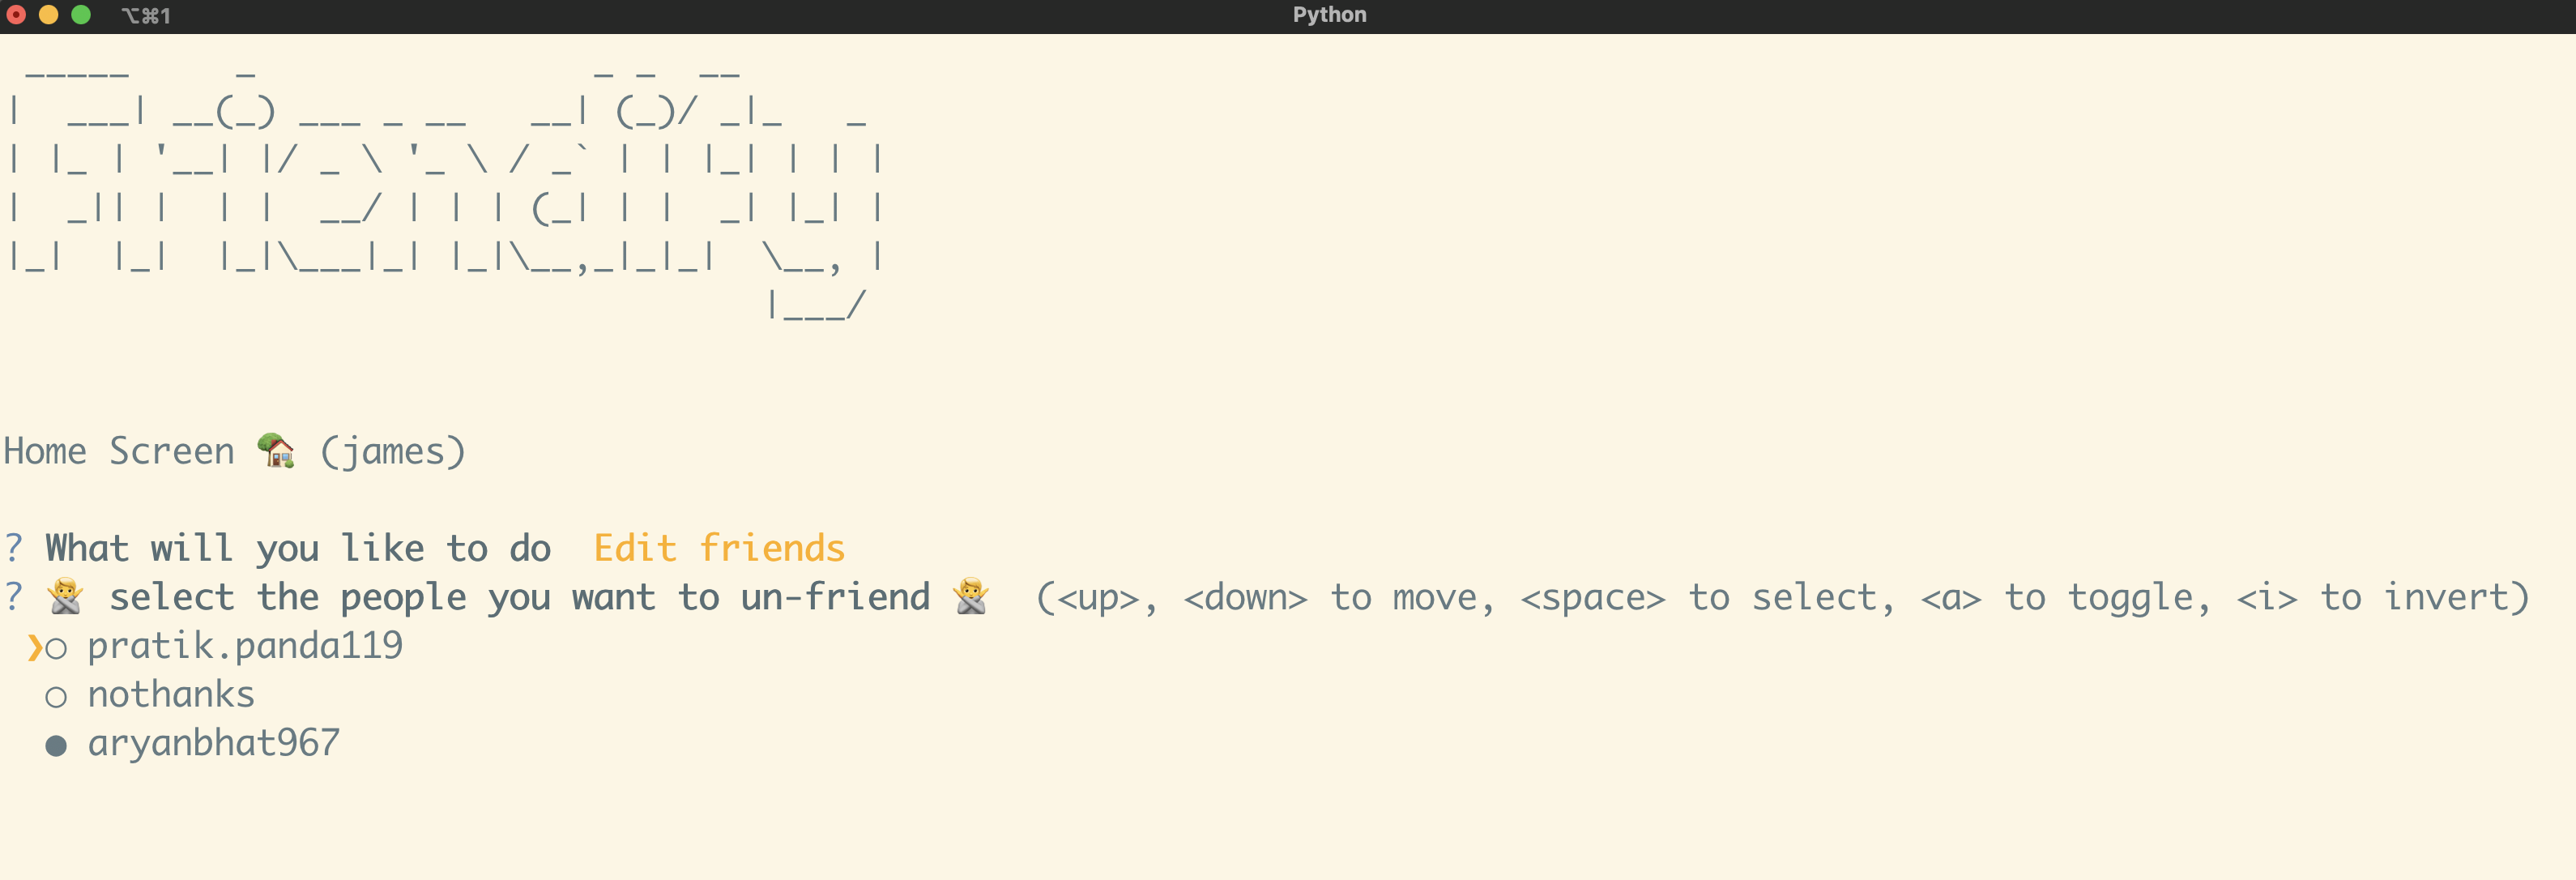 ⌥⌘1 Python
 _____     _                _ _  __
|  ___| __(_) ___ _ __   __| (_)/ _|_   _
| |_ | '__| |/ _ \ '_ \ / _` | | |_| | | |
|  _|| |  | |  __/ | | | (_| | |  _| |_| |
|_|  |_|  |_|\___|_| |_|\__,_|_|_|  \__, |
                                    |___/
Home Screen 🏡 (james)
? What will you like to do  Edit friends
? 🙅 select the people you want to un-friend 🙅  (<up>, <down> to move, <space> to select, <a> to toggle, <i> to invert)
❯○ pratik.panda119
○ nothanks
● aryanbhat967